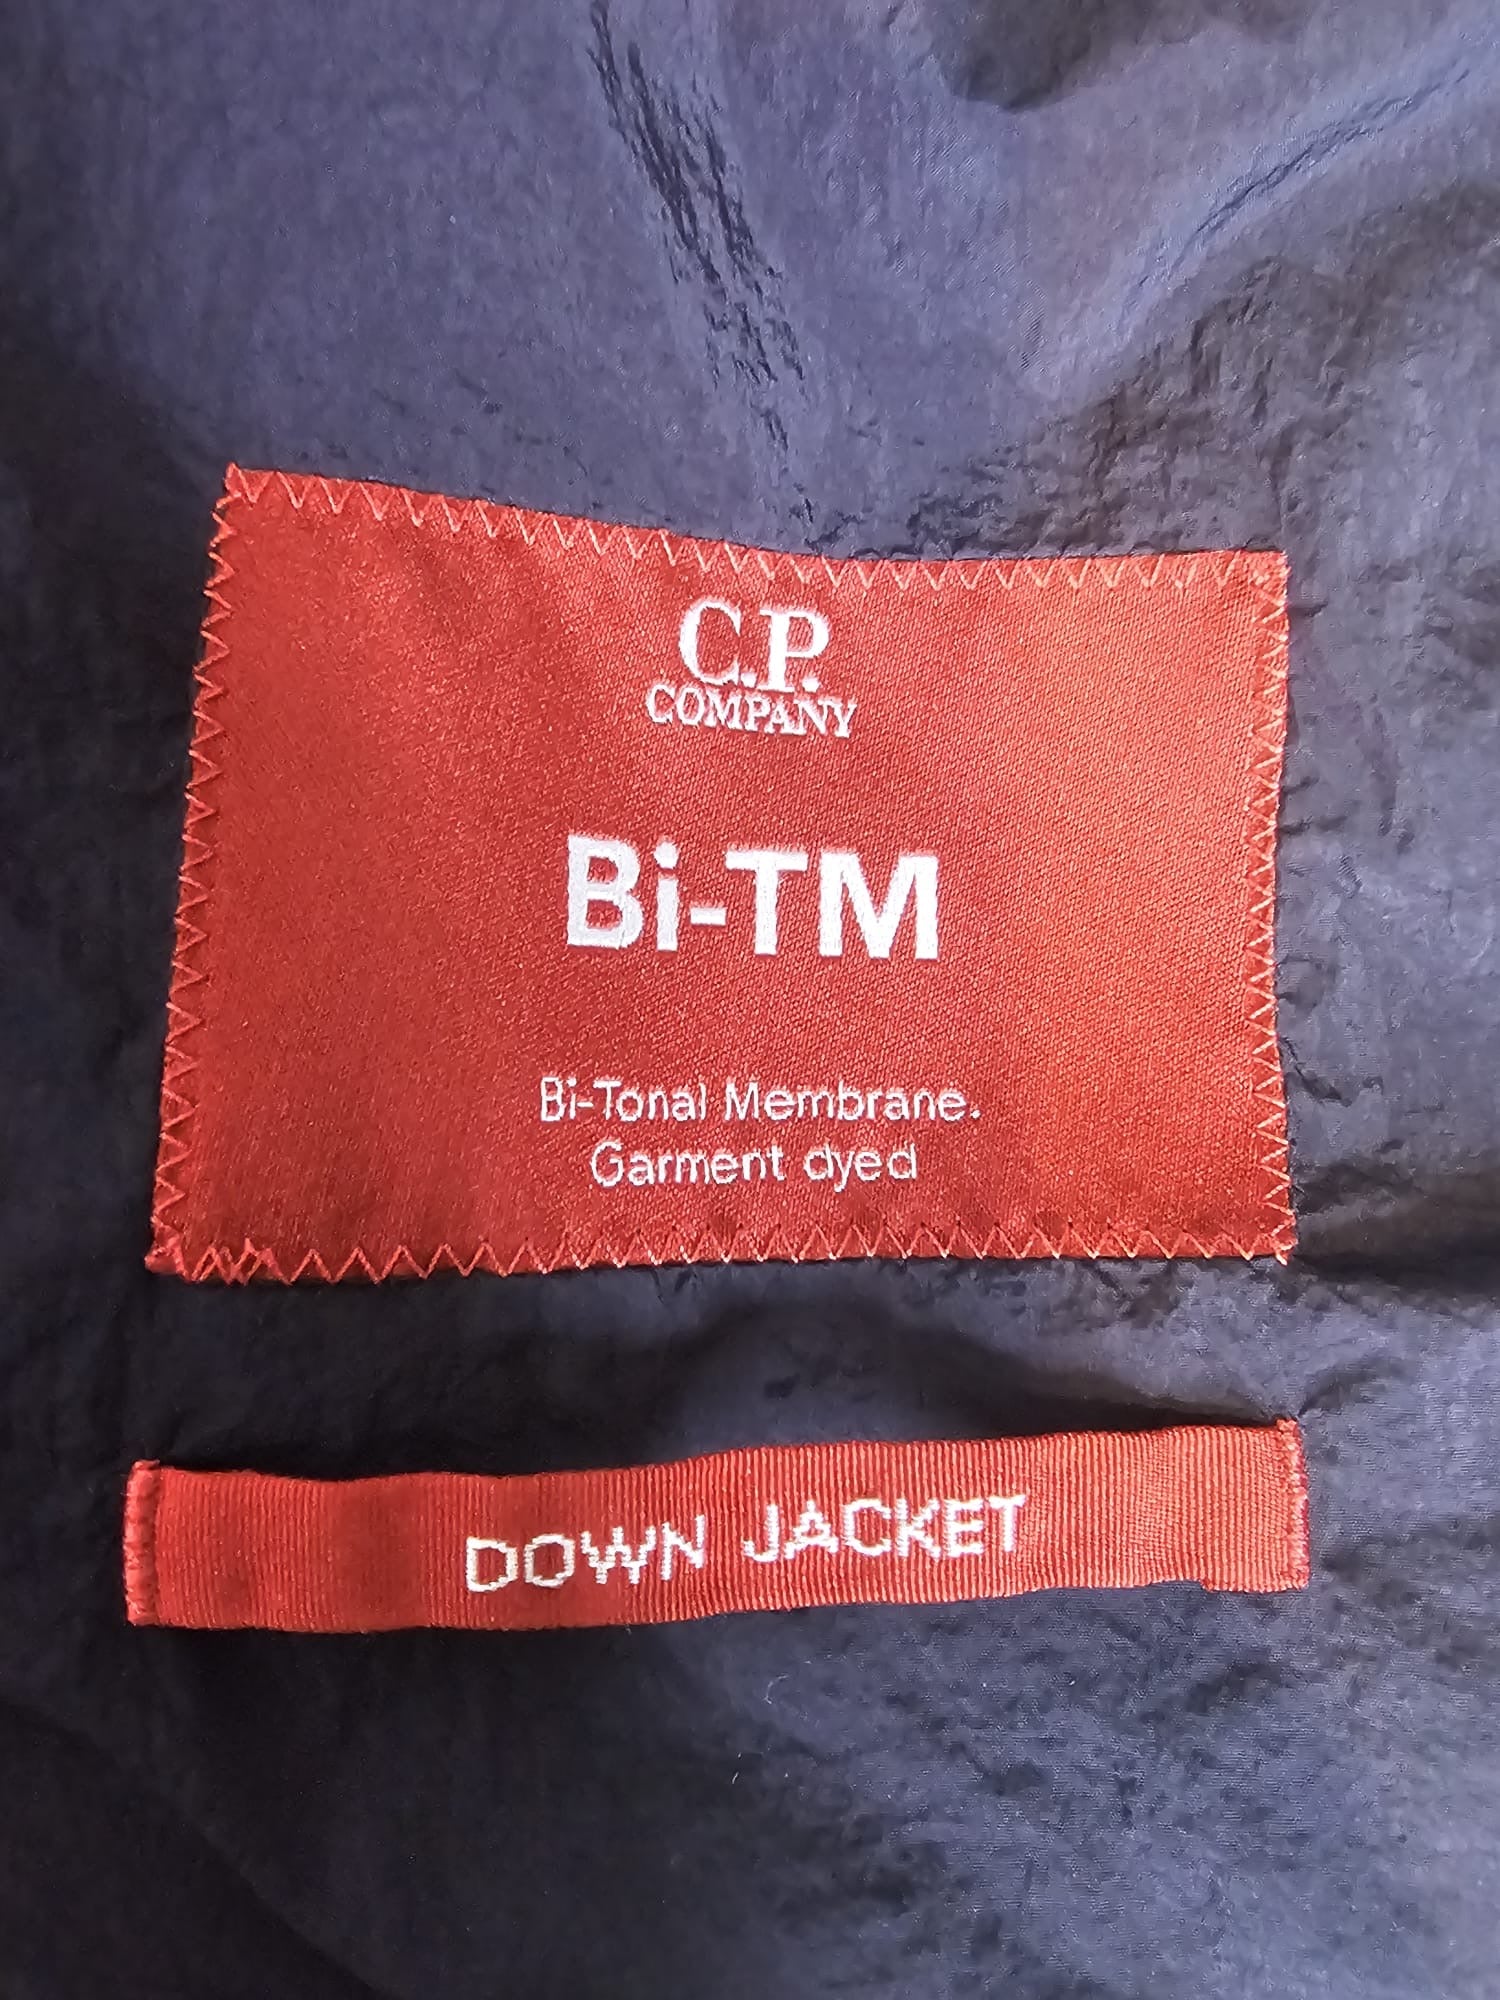 C.P.
COMPANY
Bi-TM
Bi-Tonal Membrane.
Garment dyed
DOWN JACKET